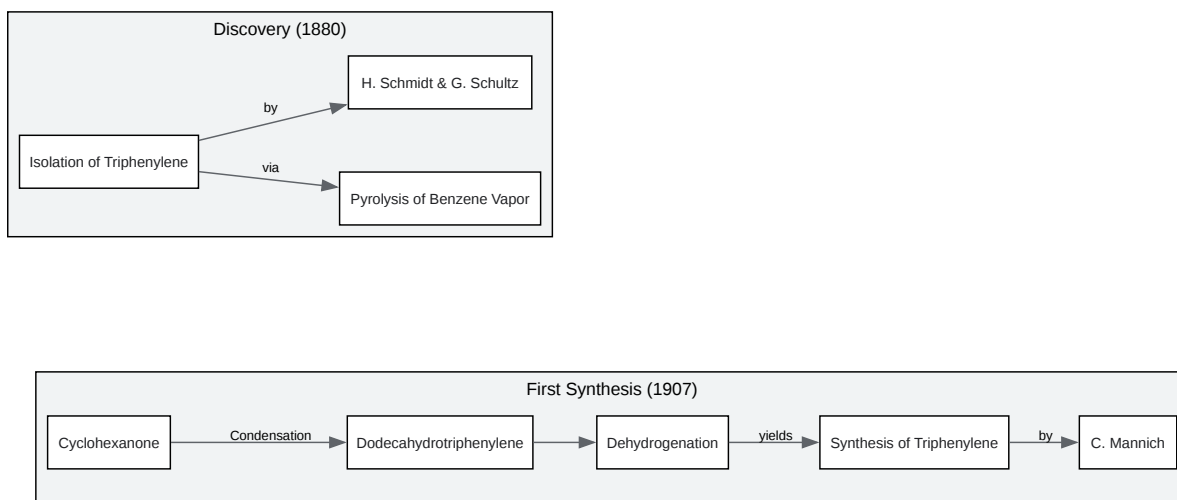 Discovery (1880)
H. Schmidt & G. Schultz
by
Isolation of Triphenylene
via
Pyrolysis of Benzene Vapor
First Synthesis (1907)
Cyclohexanone
Condensation
Dodecahydrotriphenylene
Dehydrogenation
yields
Synthesis of Triphenylene
by
C. Mannich